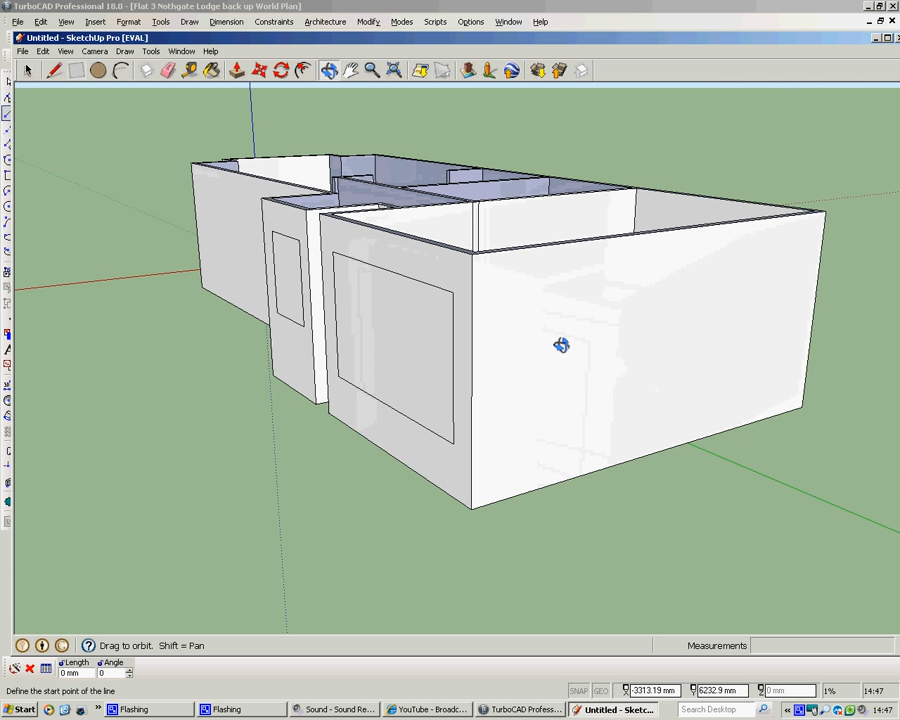 TurboCAD Professional 18.0 - [Flat 3 Nothgate Lodge back up World Plan]
File Edit View Insert Format Tools Draw Dimension Constraints Architecture Modify Modes Scripts Options Window Help
Untitled - SketchUp Pro [EVAL]
File Edit View Camera Draw Tools Window Help
Drag to orbit. Shift = Pan
Measurements
Length Angle
0 mm 0
Define the start point of the line
SNAP GEO X -3313.19 mm Y 6232.9 mm Z 0 mm 1% 14:47
Start » Flashing Flashing Sound - Sound Re... YouTube - Broadc... TurboCAD Profess... Untitled - Sketc... Search Desktop « 14:47